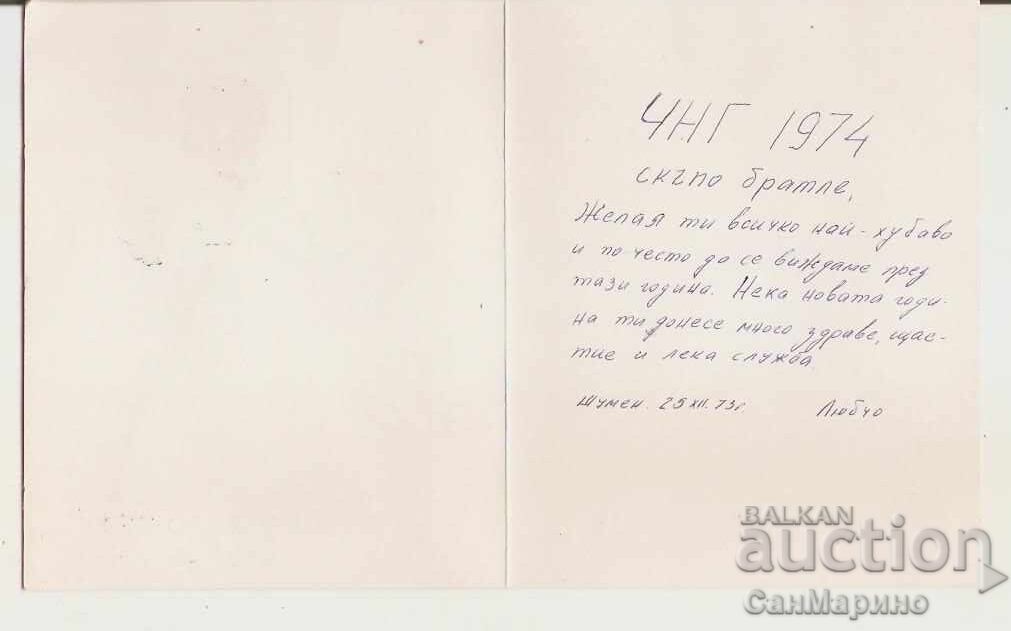 ЧНГ 1974
скъпо братле,
Желая ти всичко най-хубаво
и по често да се виждаме през
тази година. Нека новата годи-
на ти донесе много здраве, щас-
тие и лека служба.
Шумен. 25 XII. 73 г. Любчо
BALKAN
auction
СанМарино